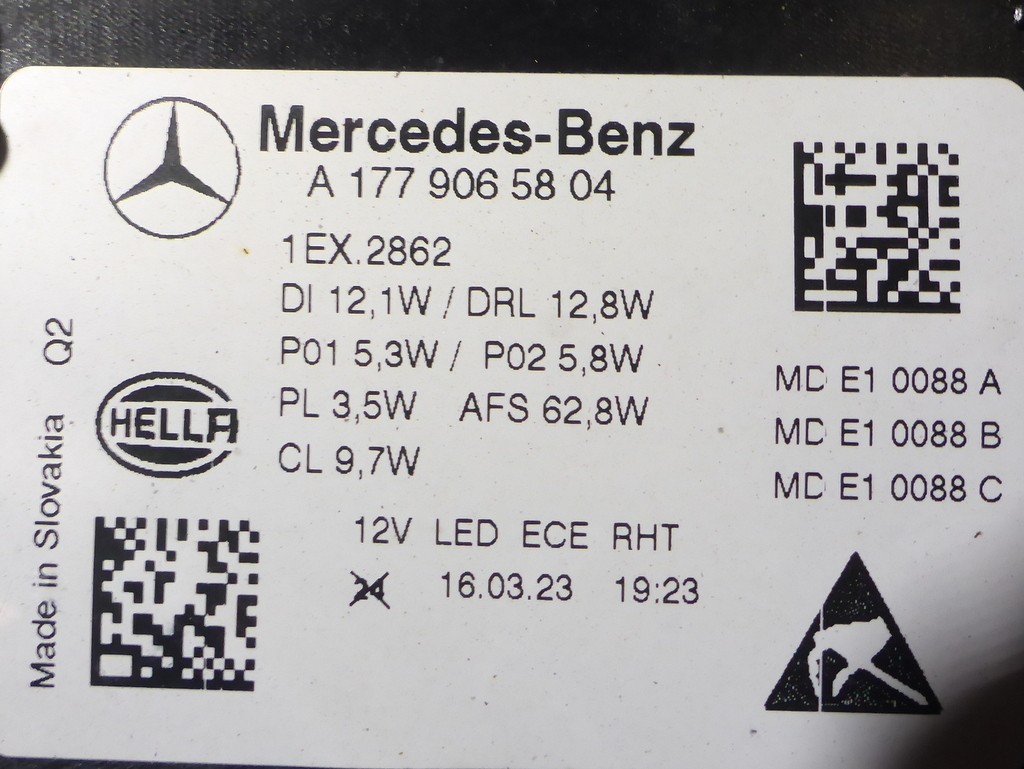 Mercedes-Benz
A 177 906 58 04
1EX.2862
DI 12,1W / DRL 12,8W
P01 5,3W / P02 5,8W
PL 3,5W AFS 62,8W
CL 9,7W
HELLA
Made in Slovakia Q2
MD E1 0088 A
MD E1 0088 B
MD E1 0088 C
12V LED ECE RHT
24 16.03.23 19:23